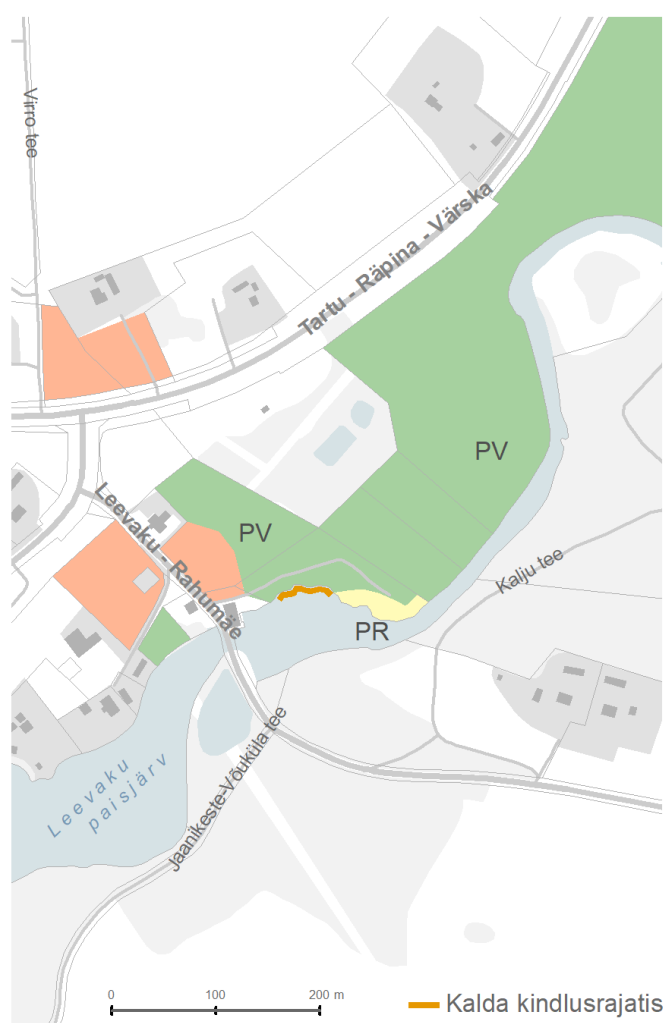 Virro tee
Tartu - Räpina - Värska
PV
Leevaku - Rahumäe
PV
Kalju tee
PR
Leevaku
paisjärv
Jaanikeste-Võuküla tee
0 100 200 m
Kalda kindlusrajatis